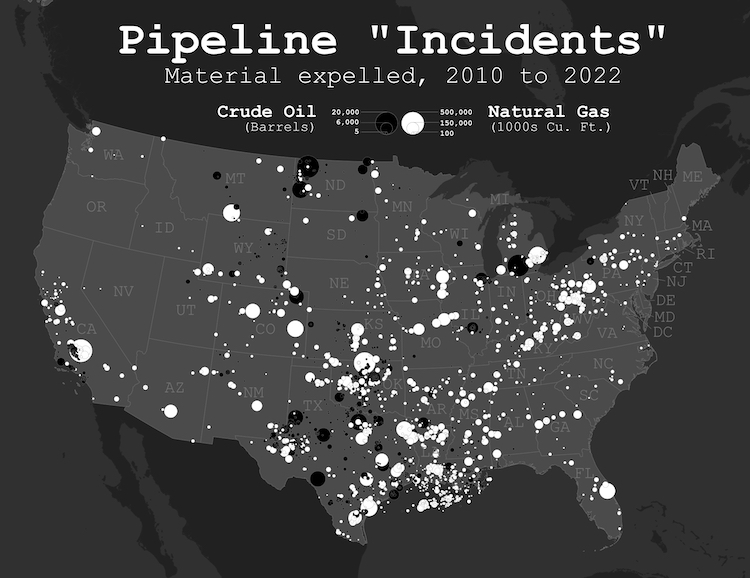 Pipeline "Incidents"
Material expelled, 2010 to 2022
Crude Oil 20,000 500,000 Natural Gas
(Barrels) 6,000 150,000 (1000s Cu. Ft.)
5 100
WA
MT
ND
MN
MI
VT
NH
ME
OR
ID
SD
WI
NY
MA
RI
WY
IA
PA
CT
NJ
NV
UT
NE
IL
IN
OH
DE
MD
DC
CA
CO
KS
MO
KY
WV
VA
AZ
NM
OK
TN
NC
AR
SC
TX
MS
AL
GA
LA
FL